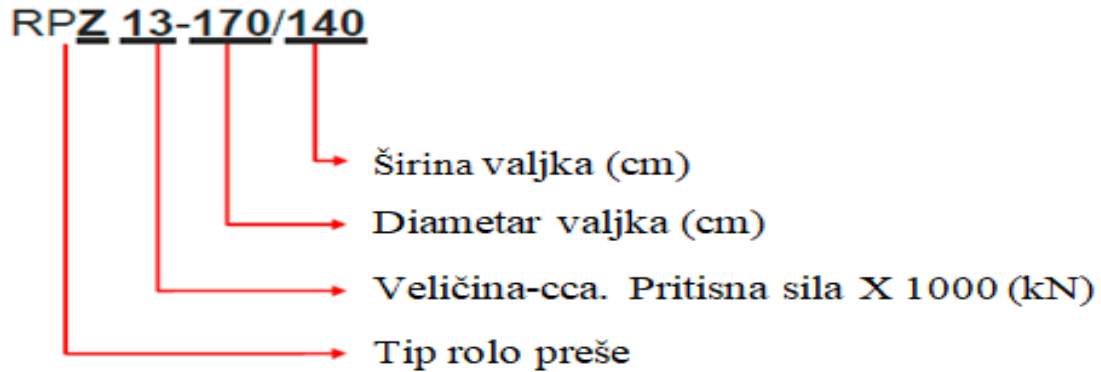 RPZ 13-170/140
Širina valjka (cm)
Diametar valjka (cm)
Veličina-cca. Pritisna sila X 1000 (kN)
Tip rolo preše